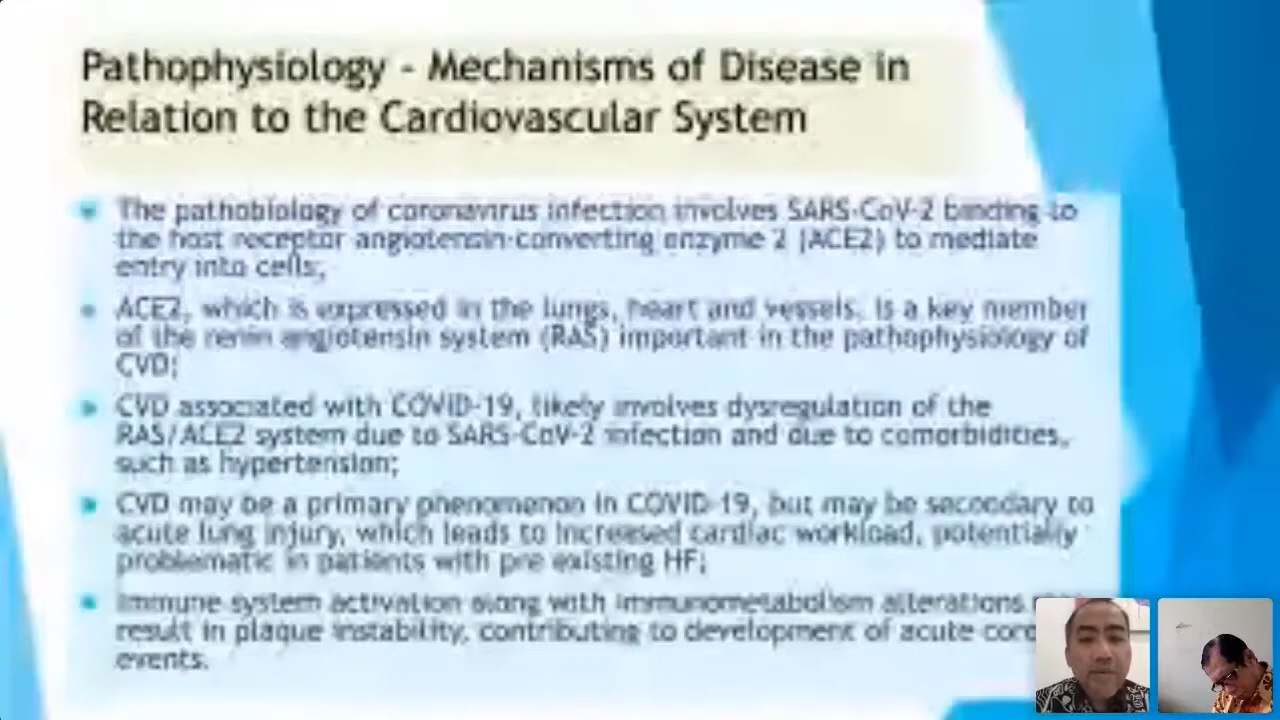 Pathophysiology - Mechanisms of Disease in
Relation to the Cardiovascular System
The pathobiology of coronavirus infection involves SARS-CoV-2 binding to
the host receptor angiotensin-converting enzyme 2 (ACE2) to mediate
entry into cells;
ACE2, which is expressed in the lungs, heart and vessels, is a key member
of the renin angiotensin system (RAS) important in the pathophysiology of
CVD;
CVD associated with COVID-19, likely involves dysregulation of the
RAS/ACE2 system due to SARS-CoV-2 infection and due to comorbidities,
such as hypertension;
CVD may be a primary phenomenon in COVID-19, but may be secondary to
acute lung injury, which leads to increased cardiac workload, potentially
problematic in patients with pre existing HF;
Immune system activation along with immunometabolism alterations
result in plaque instability, contributing to development of acute
events.